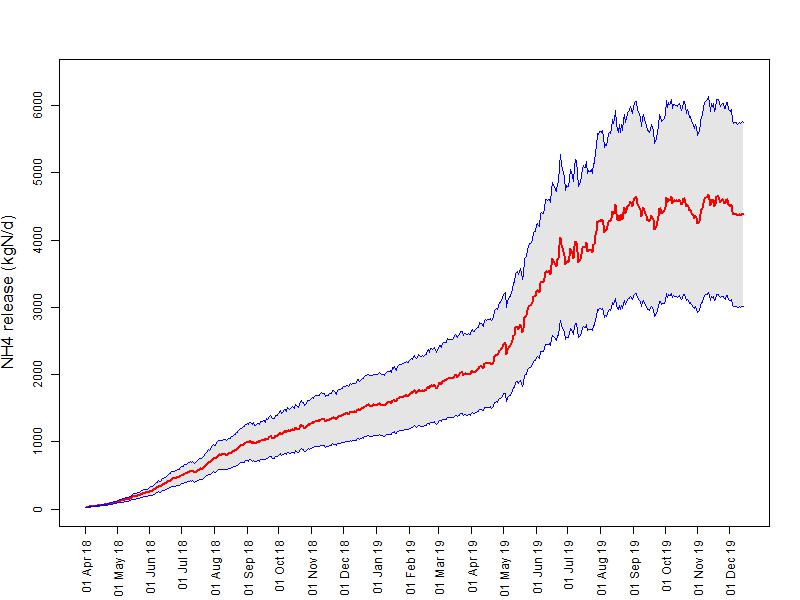 NH4 release (kgN/d)
6000
5000
4000
3000
2000
1000
0
01 Apr 18
01 May 18
01 Jun 18
01 Jul 18
01 Aug 18
01 Sep 18
01 Oct 18
01 Nov 18
01 Dec 18
01 Jan 19
01 Feb 19
01 Mar 19
01 Apr 19
01 May 19
01 Jun 19
01 Jul 19
01 Aug 19
01 Sep 19
01 Oct 19
01 Nov 19
01 Dec 19